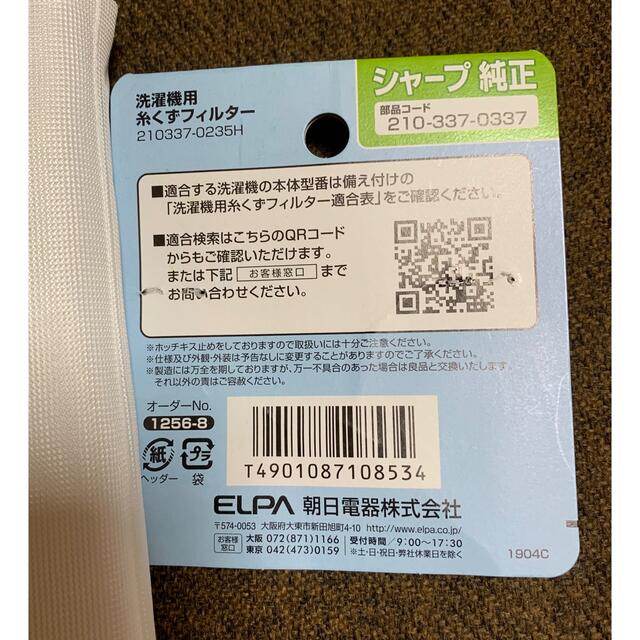 洗濯機用
糸くずフィルター
210337-0235H
シャープ 純正
部品コード
210-337-0337
■適合する洗濯機の本体型番は備え付けの
「洗濯機用糸くずフィルター適合表」をご確認ください。
■適合検索はこちらのQRコード
からもご確認いただけます。
または下記 お客様窓口 まで
お問い合わせください。
※ホッチキス止めをしておりますので取扱いには十分ご注意ください。
※仕様及び外観・外装は予告なしに変更することがありますのでご了承ください。
※製造には万全を期しておりますが、万一不具合のあった場合は良品と交換いたします。
それ以外の責はご容赦ください。
オーダーNo.
1256-8
紙 プラ
ヘッダー 袋
T4901087108534
ELPA 朝日電器株式会社
〒574-0053 大阪府大東市新田旭町4-10 http://www.elpa.co.jp/
お客様窓口 大阪 072(871)1166 受付時間/9:00〜17:30
東京 042(473)0159 ※土・日・祝日・弊社休業日を除く
1904C